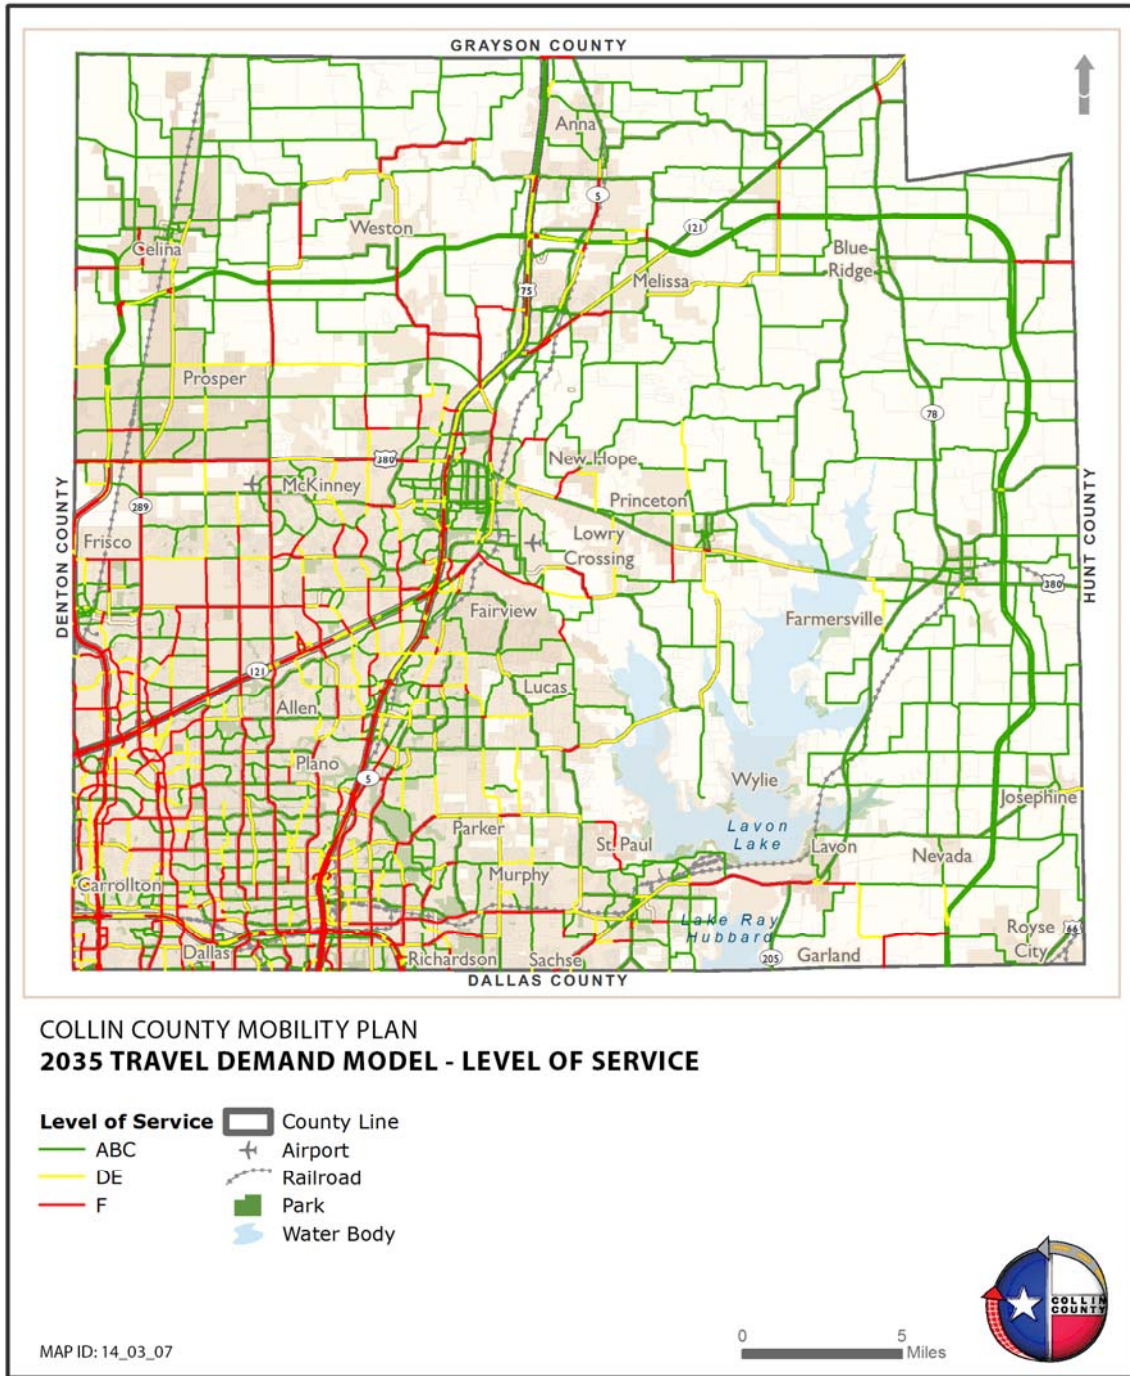 GRAYSON COUNTY
Anna
5
Weston
121
Celina
Blue
Ridge
Melissa
75
Prosper
78
380
New Hope
McKinney
Princeton
289
DENTON COUNTY
HUNT COUNTY
Frisco
Lowry
Crossing
380
Fairview
Farmersville
121
Lucas
Allen
Plano
5
Wylie
Josephine
Parker
Lavon
Lake
St. Paul
Lavon
Nevada
Murphy
Carrollton
Lake Ray
Hubbard
Royse
City
66
Dallas
Richardson
Sachse
205
Garland
DALLAS COUNTY
COLLIN COUNTY MOBILITY PLAN
2035 TRAVEL DEMAND MODEL - LEVEL OF SERVICE
Level of Service
ABC
DE
F
County Line
Airport
Railroad
Park
Water Body
COLLIN
COUNTY
0 5
Miles
MAP ID: 14_03_07